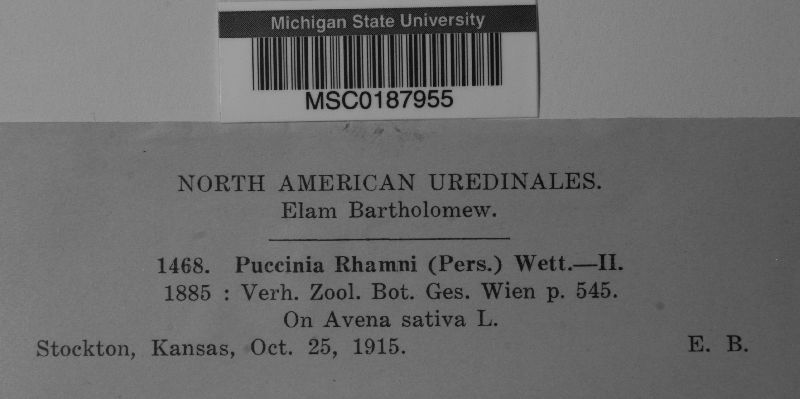 Michigan State University
MSC0187955
NORTH AMERICAN UREDINALES.
Elam Bartholomew.
1468. Puccinia Rhamni (Pers.) Wett.—II.
1885 : Verh. Zool. Bot. Ges. Wien p. 545.
On Avena sativa L.
Stockton, Kansas, Oct. 25, 1915. E. B.